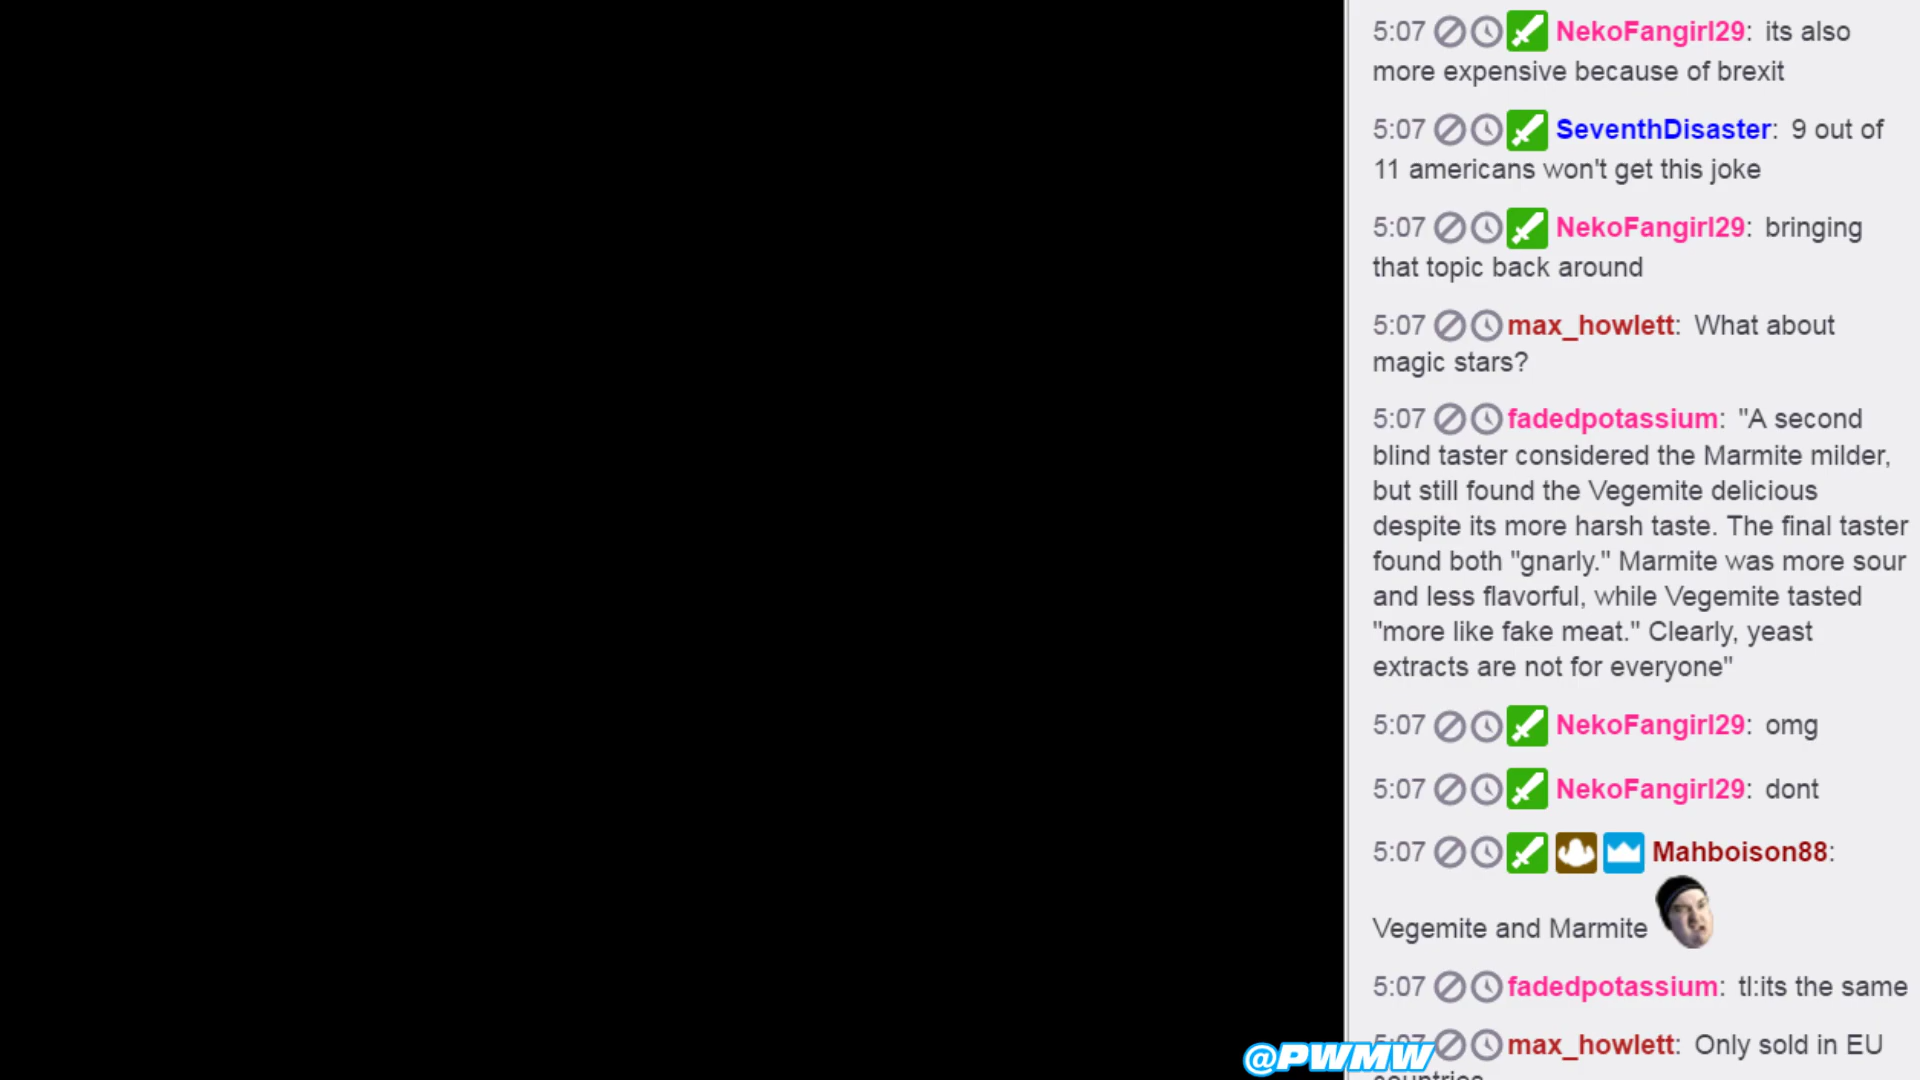 5:07 NekoFangirl29: its also
more expensive because of brexit
5:07 SeventhDisaster: 9 out of
11 americans won't get this joke
5:07 NekoFangirl29: bringing
that topic back around
5:07 max_howlett: What about
magic stars?
5:07 fadedpotassium: "A second
blind taster considered the Marmite milder,
but still found the Vegemite delicious
despite its more harsh taste. The final taster
found both "gnarly." Marmite was more sour
and less flavorful, while Vegemite tasted
"more like fake meat." Clearly, yeast
extracts are not for everyone"
5:07 NekoFangirl29: omg
5:07 NekoFangirl29: dont
5:07 Mahboison88:
Vegemite and Marmite
5:07 fadedpotassium: tl:its the same
5:07 max_howlett: Only sold in EU
countries
@PWMW